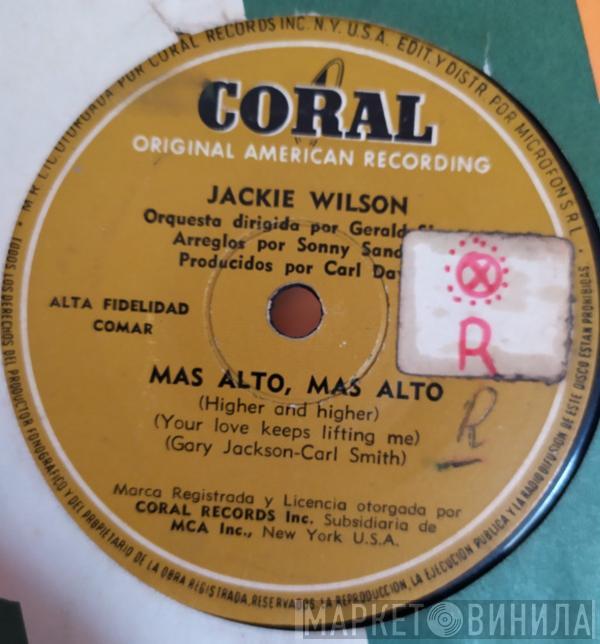 M R LIC. OTORGADA POR CORAL RECORDS INC. N.Y. U.S.A. EDIT. Y DISTR. POR MICROFON S.R.L.
CORAL
ORIGINAL AMERICAN RECORDING
JACKIE WILSON
Orquesta dirigida por Gerald
Arreglos por Sonny
Producidos por Carl
ALTA FIDELIDAD
COMAR
R
MAS ALTO, MAS ALTO
(Higher and higher)
(Your love keeps lifting me)
(Gary Jackson-Carl Smith)
R
Marca Registrada y Licencia otorgada por
CORAL RECORDS Inc. Subsidiaria de
MCA Inc., New York U.S.A.
TODOS LOS DERECHOS DEL PRODUCTOR FONOGRAFICO Y DEL PROPIETARIO DE LA OBRA REGISTRADA, RESERVADOS. LA REPRODUCCION, LA EJECUCION PUBLICA Y LA RADIODIFUSION DE ESTE DISCO ESTAN PROHIBIDAS
МАРКЕТ ВИНИЛА